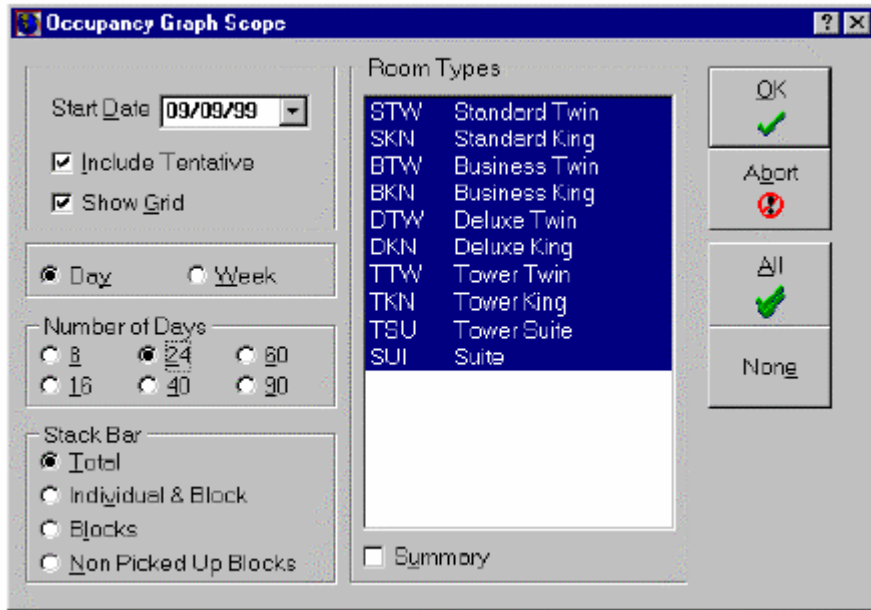 Occupancy Graph Scope
Start Date 09/09/99
Include Tentative
Show Grid
Day Week
Number of Days
8 24 60
16 40 90
Stack Bar
Total
Individual & Block
Blocks
Non Picked Up Blocks
Room Types
STW Standard Twin
SKN Standard King
BTW Business Twin
BKN Business King
DTW Deluxe Twin
DKN Deluxe King
TTW Tower Twin
TKN Tower King
TSU Tower Suite
SUI Suite
Summary
OK
Abort
All
None